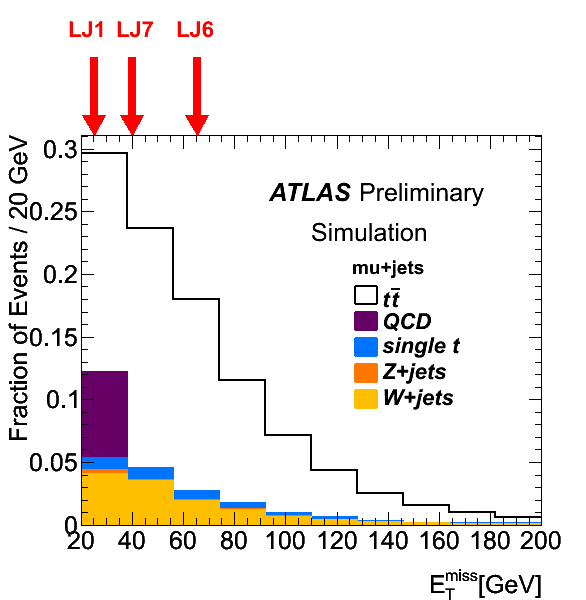 LJ1 LJ7 LJ6
Fraction of Events / 20 GeV
0.3
0.25
0.2
0.15
0.1
0.05
0
ATLAS Preliminary
Simulation
mu+jets
tt̄
QCD
single t
Z+jets
W+jets
20 40 60 80 100 120 140 160 180 200
E_T^miss[GeV]